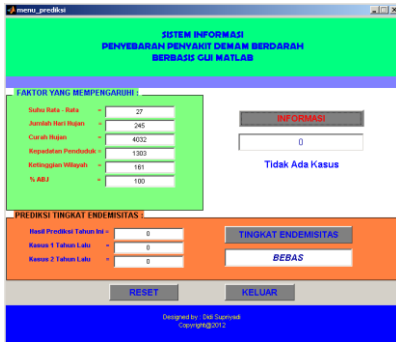 menu_prediksi
SISTEM INFORMASI
PENYEBARAN PENYAKIT DEMAM BERDARAH
BERBASIS GUI MATLAB
FAKTOR YANG MEMPENGARUHI :
Suhu Rata - Rata = 27
Jumlah Hari Hujan = 245
Curah Hujan = 4032
Kepadatan Penduduk = 1303
Ketinggian Wilayah = 161
% ABJ = 100
INFORMASI
0
Tidak Ada Kasus
PREDIKSI TINGKAT ENDEMISITAS :
Hasil Prediksi Tahun Ini = 0
Kasus 1 Tahun Lalu = 0
Kasus 2 Tahun Lalu = 0
TINGKAT ENDEMISITAS
BEBAS
RESET
KELUAR
Designed by : Didi Supriyadi
Copyright@2012